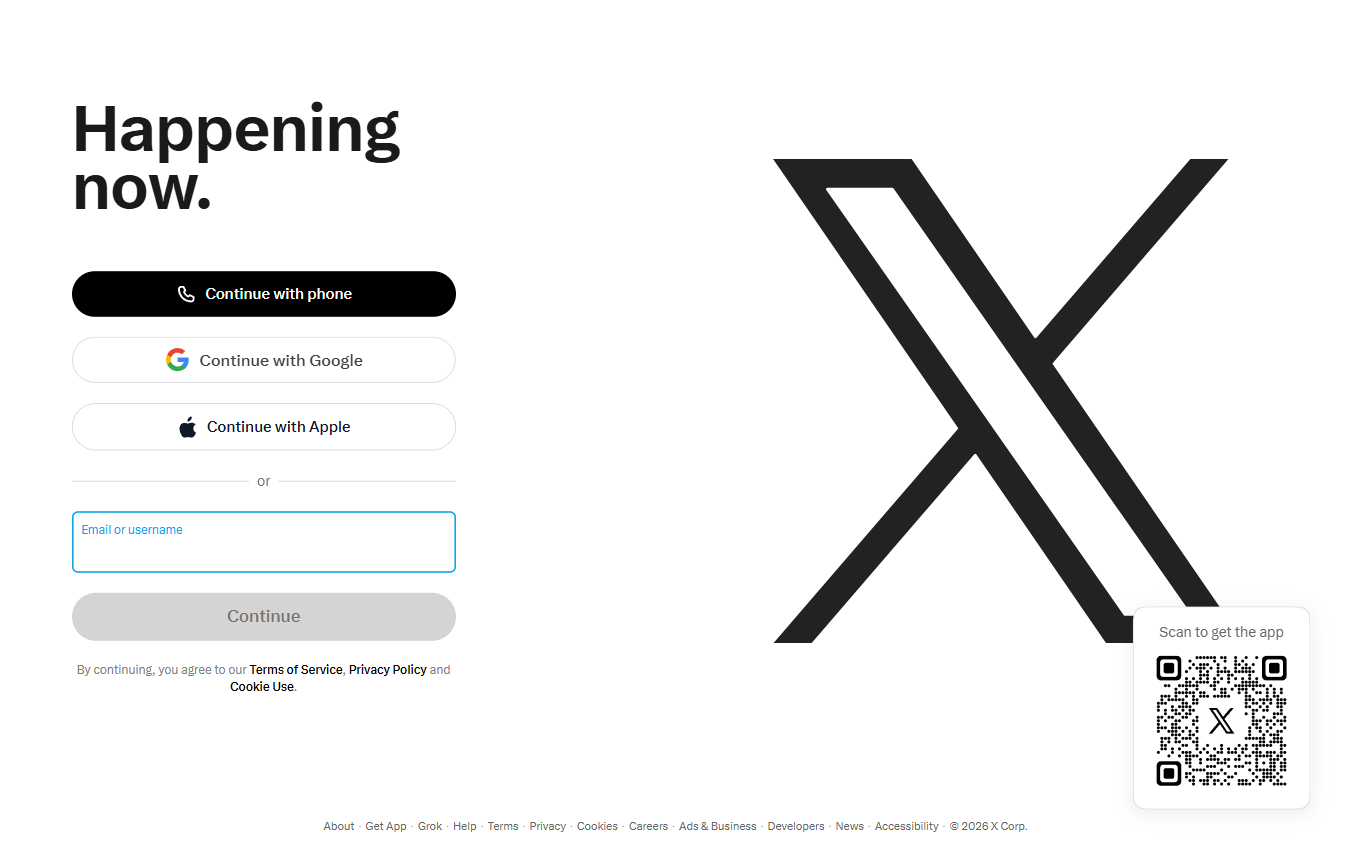 Happening
now.
Continue with phone
Continue with Google
Continue with Apple
or
Email or username
Continue
By continuing, you agree to our Terms of Service, Privacy Policy and
Cookie Use.
Scan to get the app
About · Get App · Grok · Help · Terms · Privacy · Cookies · Careers · Ads & Business · Developers · News · Accessibility · © 2026 X Corp.